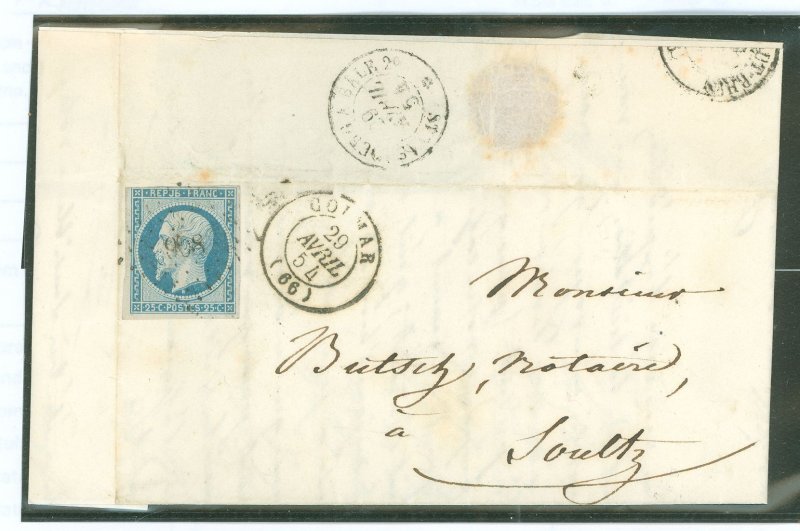 REPUB. FRANC.
25 C. POSTES 25 C.
COLMAR
29
AVRIL
54
(66)
Monsieur
Butsch, notaire,
à
Soultz